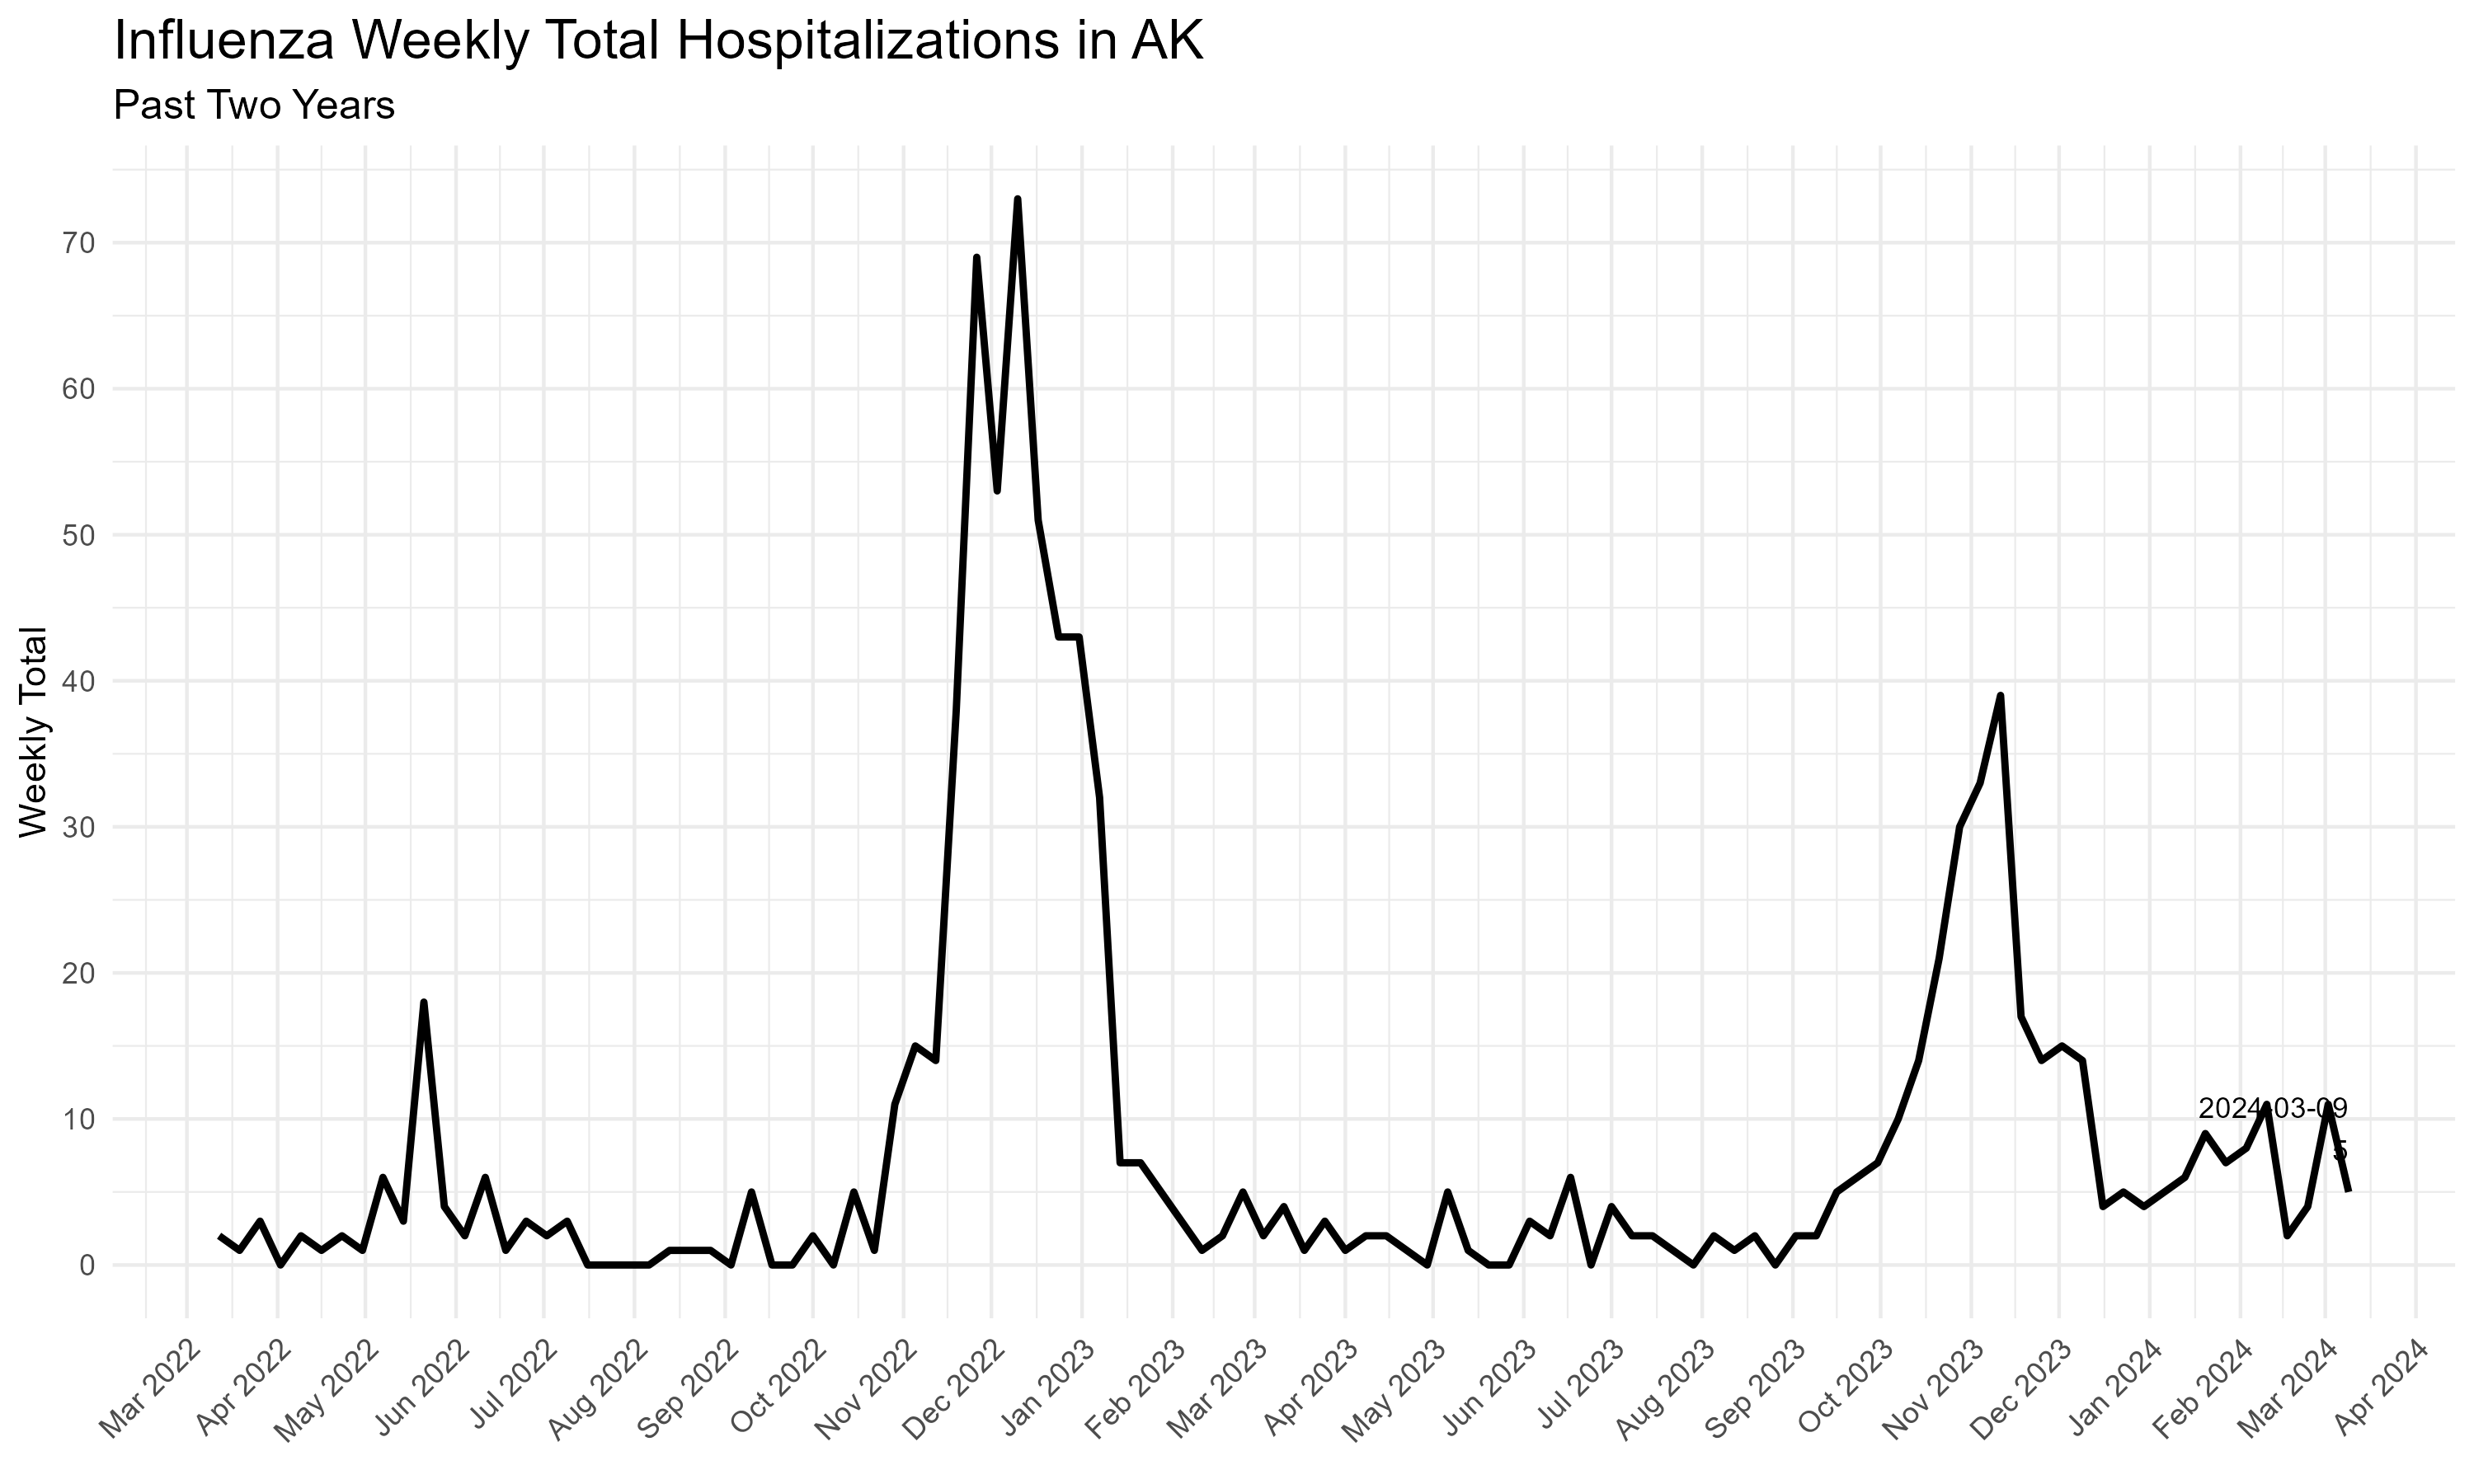 Influenza Weekly Total Hospitalizations in AK
Past Two Years
Weekly Total
70
60
50
40
30
20
10
0
2024-03-09
5
Mar 2022
Apr 2022
May 2022
Jun 2022
Jul 2022
Aug 2022
Sep 2022
Oct 2022
Nov 2022
Dec 2022
Jan 2023
Feb 2023
Mar 2023
Apr 2023
May 2023
Jun 2023
Jul 2023
Aug 2023
Sep 2023
Oct 2023
Nov 2023
Dec 2023
Jan 2024
Feb 2024
Mar 2024
Apr 2024